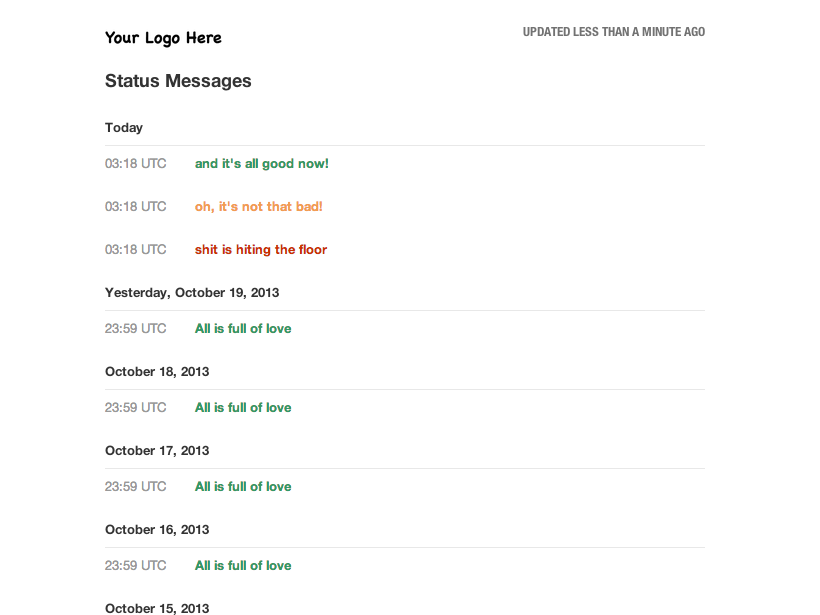 Your Logo Here
UPDATED LESS THAN A MINUTE AGO
Status Messages
Today
03:18 UTC and it's all good now!
03:18 UTC oh, it's not that bad!
03:18 UTC shit is hiting the floor
Yesterday, October 19, 2013
23:59 UTC All is full of love
October 18, 2013
23:59 UTC All is full of love
October 17, 2013
23:59 UTC All is full of love
October 16, 2013
23:59 UTC All is full of love
October 15, 2013